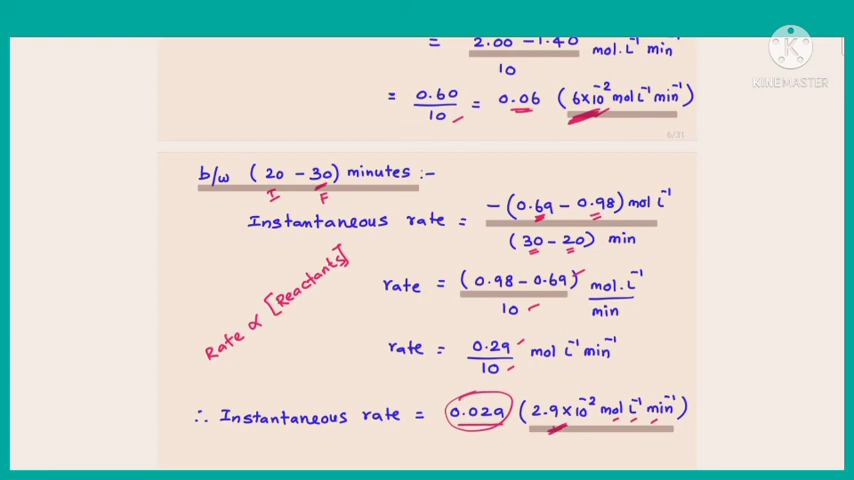 = 2.00 - 1.40 / 10 mol. L⁻¹ min
= 0.60 / 10 = 0.06 (6×10⁻² mol L⁻¹ min⁻¹)
6/31
b/w (20 - 30) minutes :-
I F
Instantaneous rate = -(0.69 - 0.98) mol L⁻¹ / (30 - 20) min
rate = (0.98 - 0.69) / 10 mol. L⁻¹ / min
Rate ∝ [Reactants]
rate = 0.29 / 10 mol L⁻¹ min⁻¹
∴ Instantaneous rate = 0.029 (2.9 × 10⁻² mol L⁻¹ min⁻¹)
K
KINEMASTER